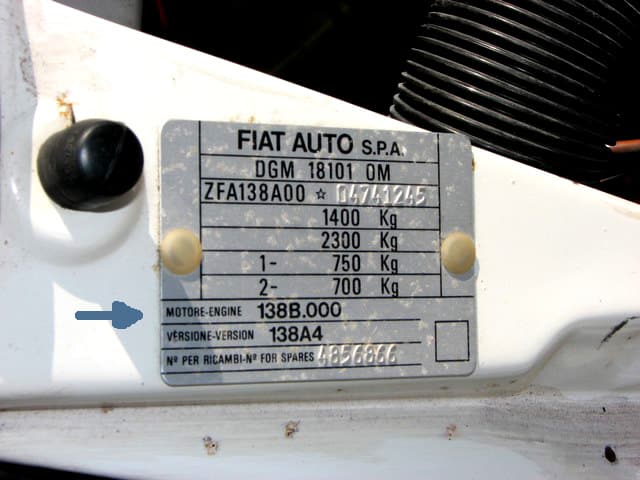 FIAT AUTO S.P.A.
DGM 18101 OM
ZFA138A00 ☆ 04741245
1400 Kg
2300 Kg
1- 750 Kg
2- 700 Kg
MOTORE-ENGINE 138B.000
VERSIONE-VERSION 138A4
Nº PER RICAMBI-Nº FOR SPARES 4856866